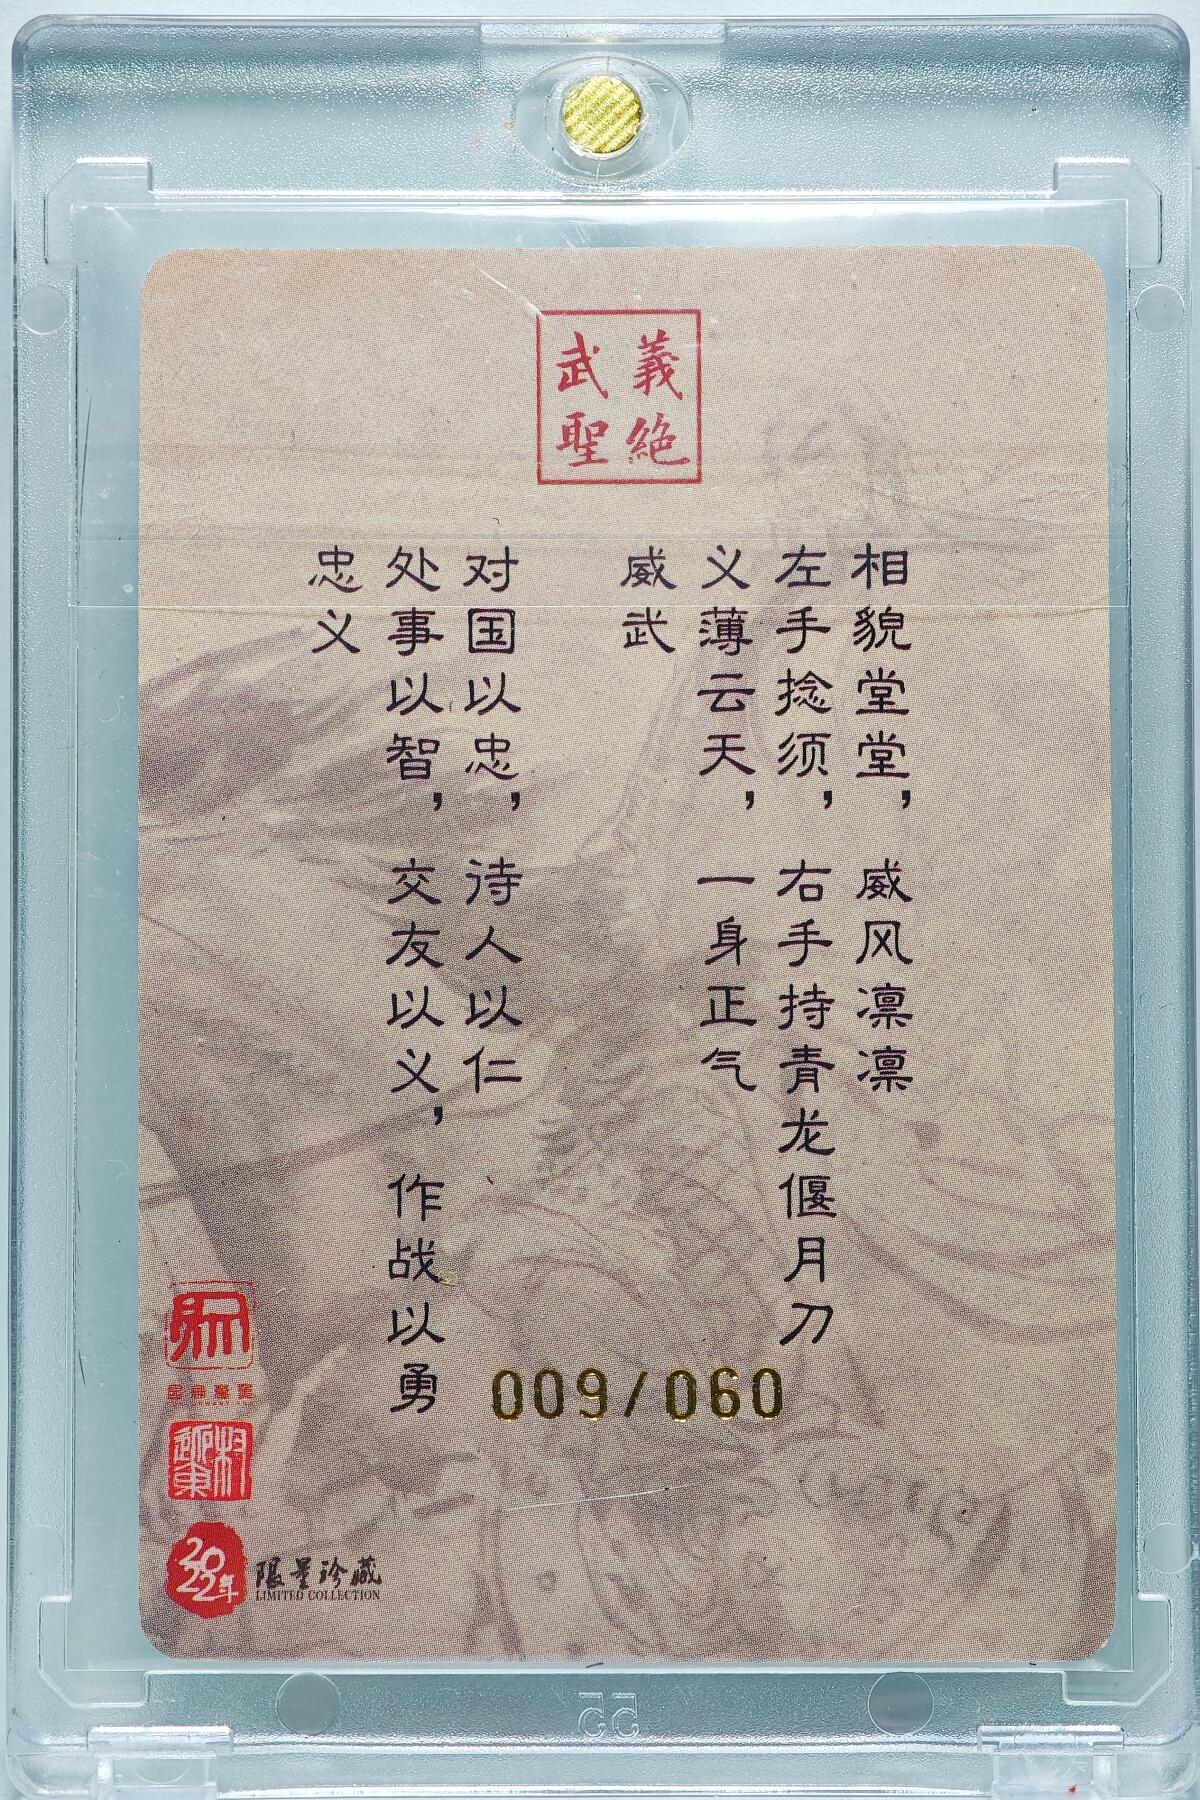 義絶
武聖
相貌堂堂，威风凛凛
左手捻须，右手持青龙偃月刀
义薄云天，一身正气
威武
对国以忠，待人以仁
处事以智，交友以义，作战以勇
忠义
009/060
2022年
限量珍藏
LIMITED COLLECTION
55